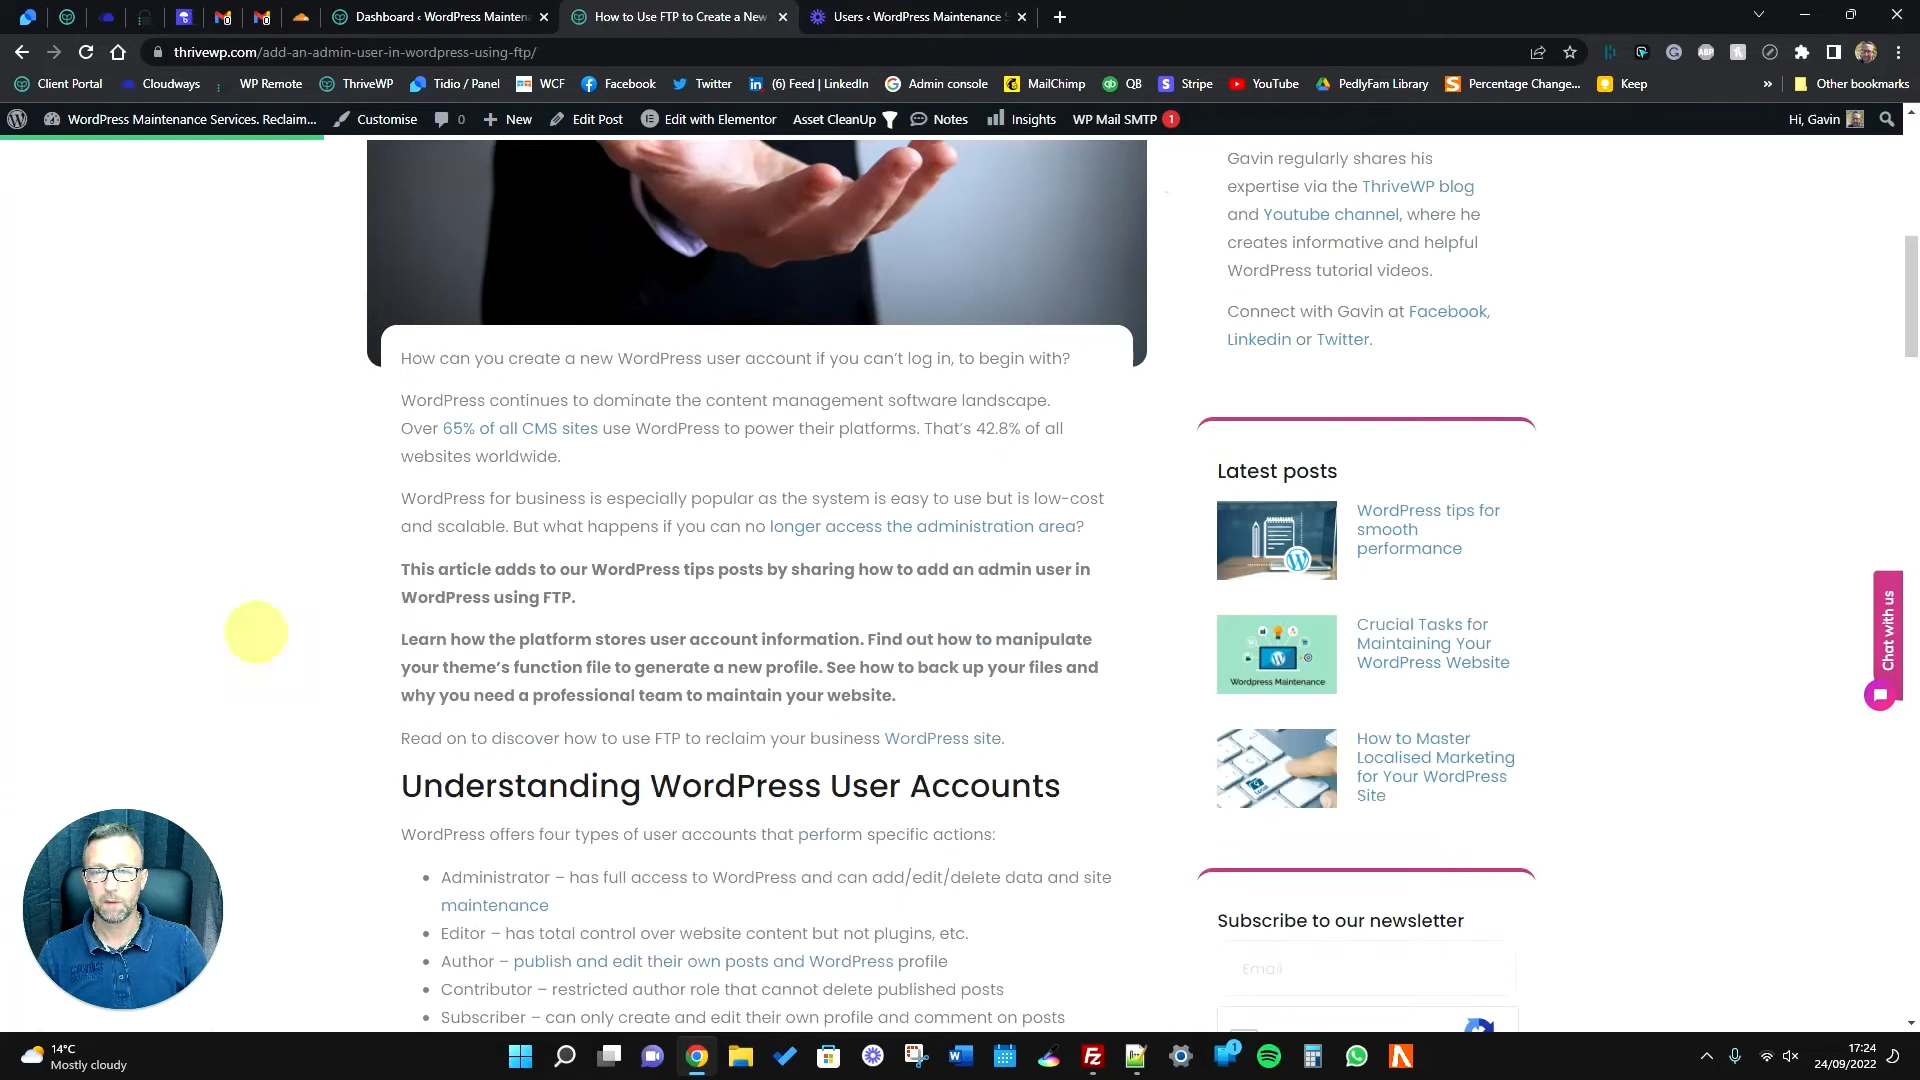 Dashboard ‹ WordPress Mainten
How to Use FTP to Create a New
Users ‹ WordPress Maintenance S
thrivewp.com/add-an-admin-user-in-wordpress-using-ftp/
Client Portal
Cloudways
WP Remote
ThriveWP
Tidio / Panel
WCF
Facebook
Twitter
(6) Feed | LinkedIn
Admin console
MailChimp
QB
Stripe
YouTube
PedlyFam Library
Percentage Change...
Keep
»
Other bookmarks
WordPress Maintenance Services. Reclaim...
Customise
0
New
Edit Post
Edit with Elementor
Asset CleanUp
Notes
Insights
WP Mail SMTP 1
Hi, Gavin
How can you create a new WordPress user account if you can't log in, to begin with?
WordPress continues to dominate the content management software landscape.
Over 65% of all CMS sites use WordPress to power their platforms. That's 42.8% of all
websites worldwide.
WordPress for business is especially popular as the system is easy to use but is low-cost
and scalable. But what happens if you can no longer access the administration area?
This article adds to our WordPress tips posts by sharing how to add an admin user in
WordPress using FTP.
Learn how the platform stores user account information. Find out how to manipulate
your theme's function file to generate a new profile. See how to back up your files and
why you need a professional team to maintain your website.
Read on to discover how to use FTP to reclaim your business WordPress site.
Understanding WordPress User Accounts
WordPress offers four types of user accounts that perform specific actions:
• Administrator – has full access to WordPress and can add/edit/delete data and site
maintenance
• Editor – has total control over website content but not plugins, etc.
• Author – publish and edit their own posts and WordPress profile
• Contributor – restricted author role that cannot delete published posts
• Subscriber – can only create and edit their own profile and comment on posts
Gavin regularly shares his
expertise via the ThriveWP blog
and Youtube channel, where he
creates informative and helpful
WordPress tutorial videos.
Connect with Gavin at Facebook,
Linkedin or Twitter.
Latest posts
WordPress tips for
smooth
performance
Wordpress Maintenance
Crucial Tasks for
Maintaining Your
WordPress Website
How to Master
Localised Marketing
for Your WordPress
Site
Subscribe to our newsletter
Email
Chat with us
14°C
Mostly cloudy
1
17:24
24/09/2022